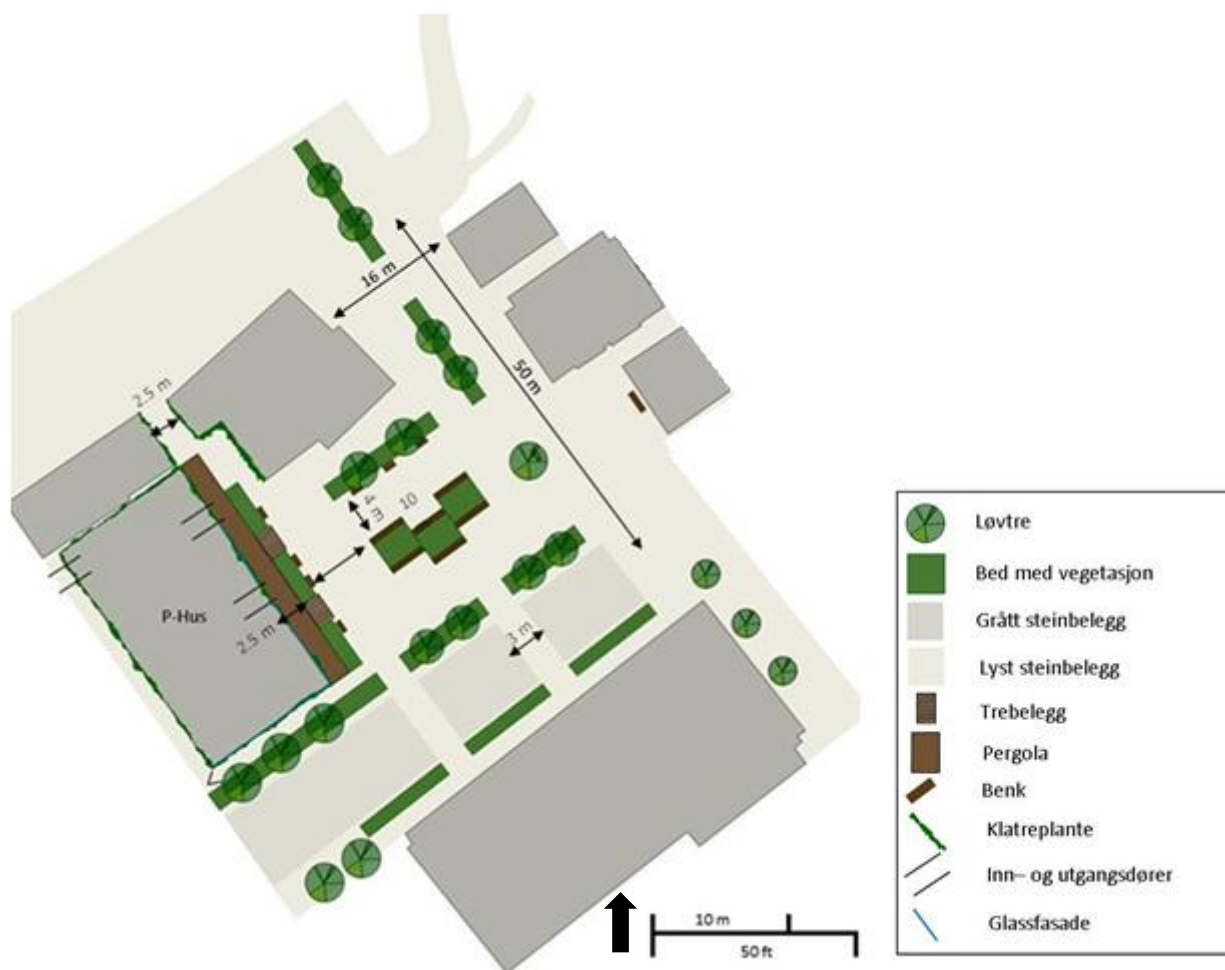 16 m
50 m
2.5 m
4 m
10
P-Hus
2.5 m
3 m
10 m
50 ft
Løvtre
Bed med vegetasjon
Grått steinbelegg
Lyst steinbelegg
Trebelegg
Pergola
Benk
Klatreplante
Inn– og utgangsdører
Glassfasade